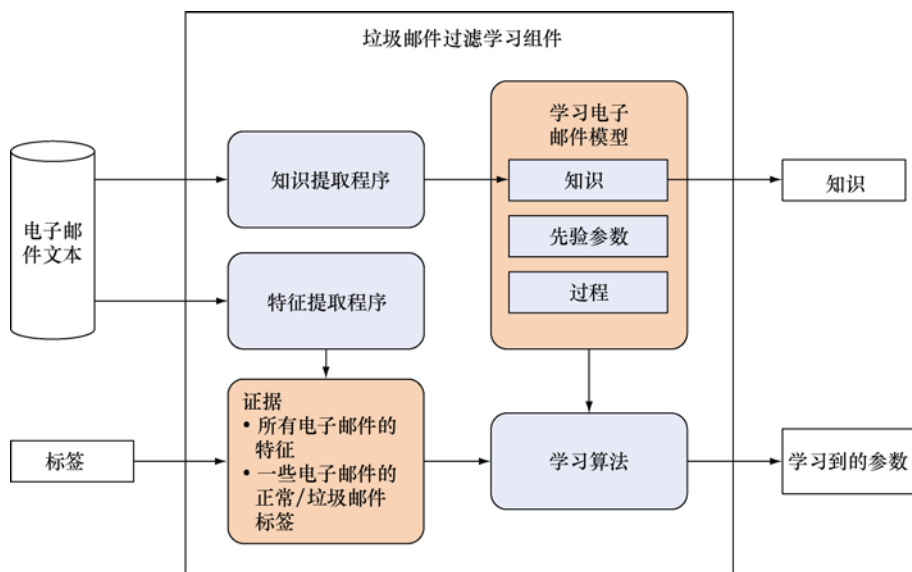 垃圾邮件过滤学习组件
电子邮
件文本
知识提取程序
学习电子
邮件模型
知识
先验参数
过程
知识
特征提取程序
标签
证据
• 所有电子邮件的
特征
• 一些电子邮件的
正常/垃圾邮件
标签
学习算法
学习到的参数